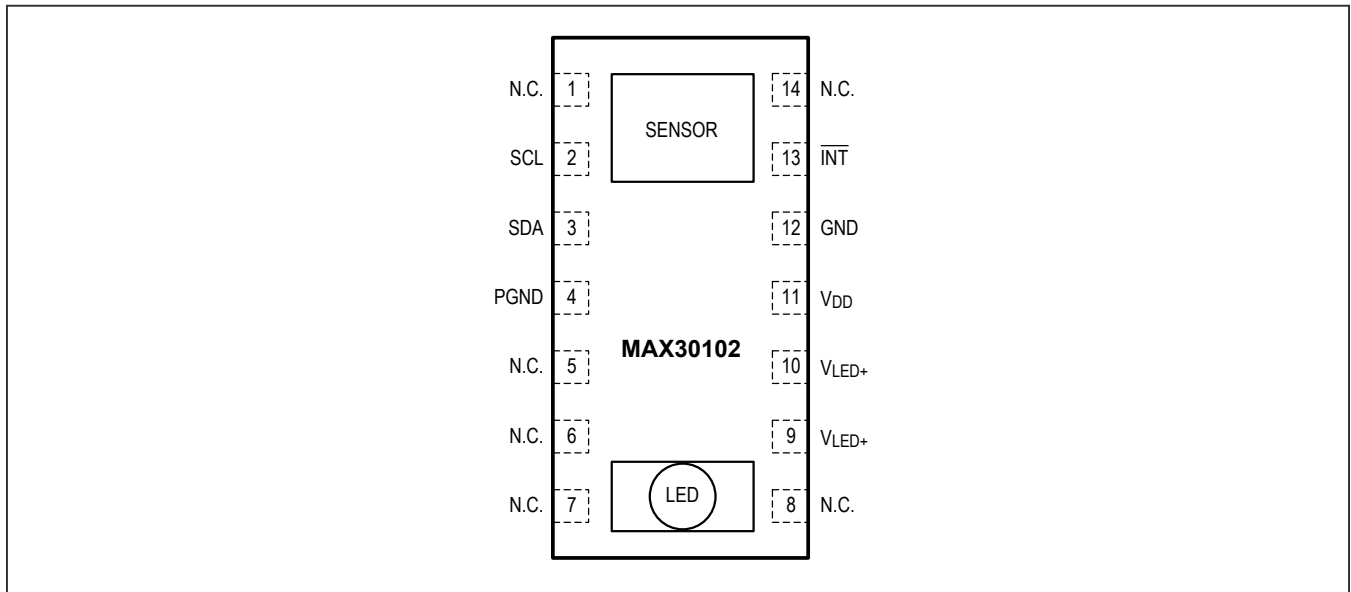 N.C. 1 14 N.C.
SENSOR
SCL 2 13 INT
SDA 3 12 GND
PGND 4 11 VDD
MAX30102
N.C. 5 10 VLED+
N.C. 6 9 VLED+
LED
N.C. 7 8 N.C.